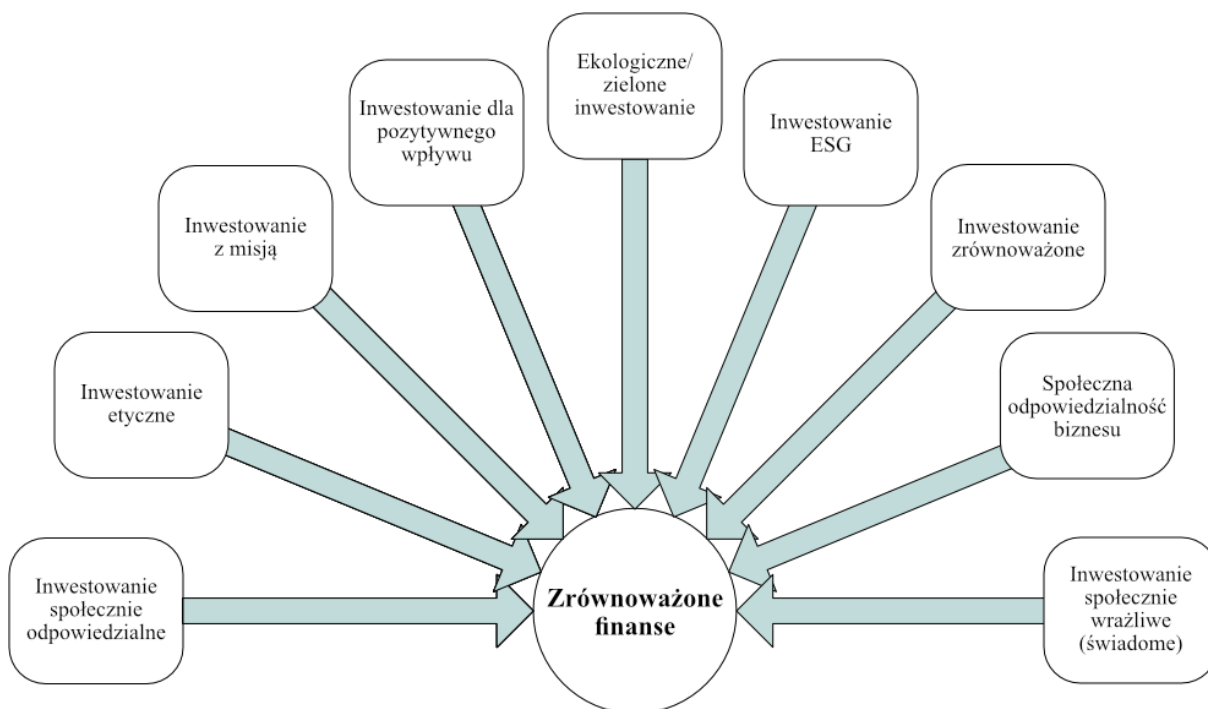 Ekologiczne/
zielone
inwestowanie
Inwestowanie dla
pozytywnego
wpływu
Inwestowanie
ESG
Inwestowanie
z misją
Inwestowanie
zrównoważone
Inwestowanie
etyczne
Społeczna
odpowiedzialność
biznesu
Inwestowanie
społecznie
odpowiedzialne
Zrównoważone
finanse
Inwestowanie
społecznie
wrażliwe
(świadome)